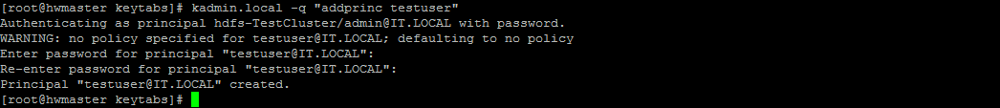 [root@hwmaster keytabs]# kadmin.local -q "addprinc testuser"
Authenticating as principal hdfs-TestCluster/admin@IT.LOCAL with password.
WARNING: no policy specified for testuser@IT.LOCAL; defaulting to no policy
Enter password for principal "testuser@IT.LOCAL":
Re-enter password for principal "testuser@IT.LOCAL":
Principal "testuser@IT.LOCAL" created.
[root@hwmaster keytabs]#